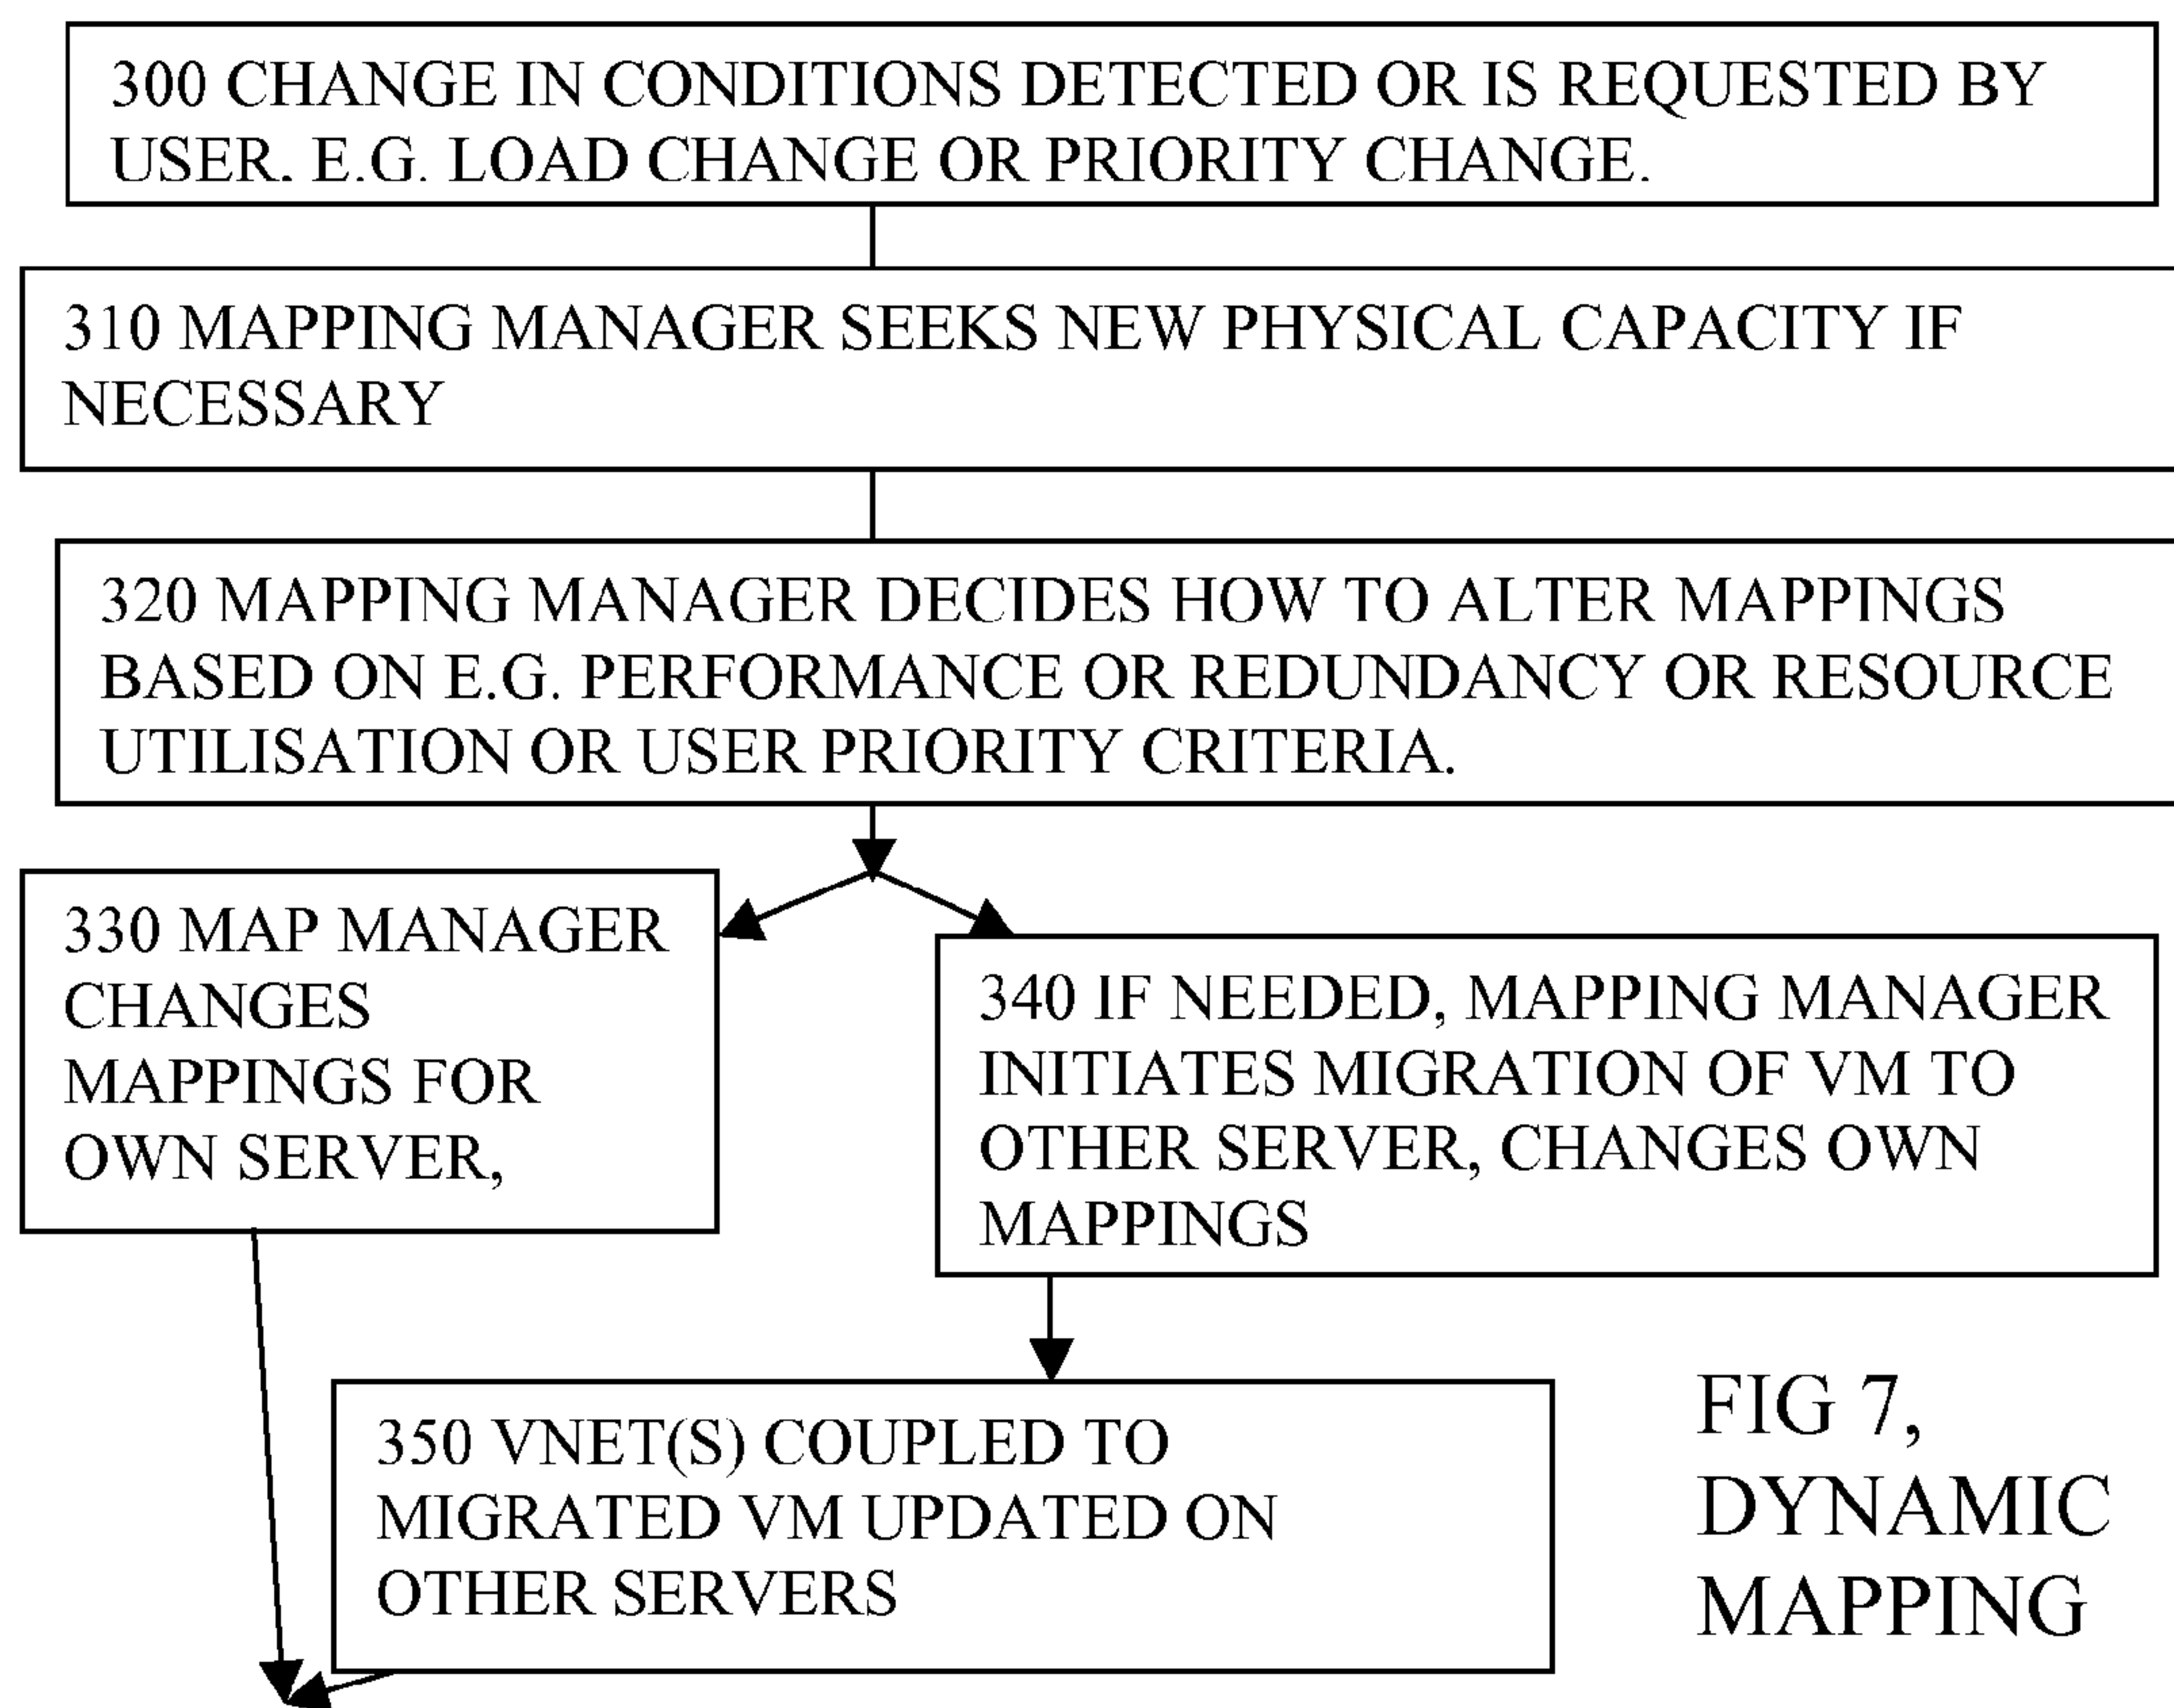 300 CHANGE IN CONDITIONS DETECTED OR IS REQUESTED BY
USER. E.G. LOAD CHANGE OR PRIORITY CHANGE.
310 MAPPING MANAGER SEEKS NEW PHYSICAL CAPACITY IF
NECESSARY
320 MAPPING MANAGER DECIDES HOW TO ALTER MAPPINGS
BASED ON E.G. PERFORMANCE OR REDUNDANCY OR RESOURCE
UTILISATION OR USER PRIORITY CRITERIA.
330 MAP MANAGER
CHANGES
MAPPINGS FOR
OWN SERVER,
340 IF NEEDED, MAPPING MANAGER
INITIATES MIGRATION OF VM TO
OTHER SERVER, CHANGES OWN
MAPPINGS
350 VNET(S) COUPLED TO
MIGRATED VM UPDATED ON
OTHER SERVERS
FIG 7,
DYNAMIC
MAPPING